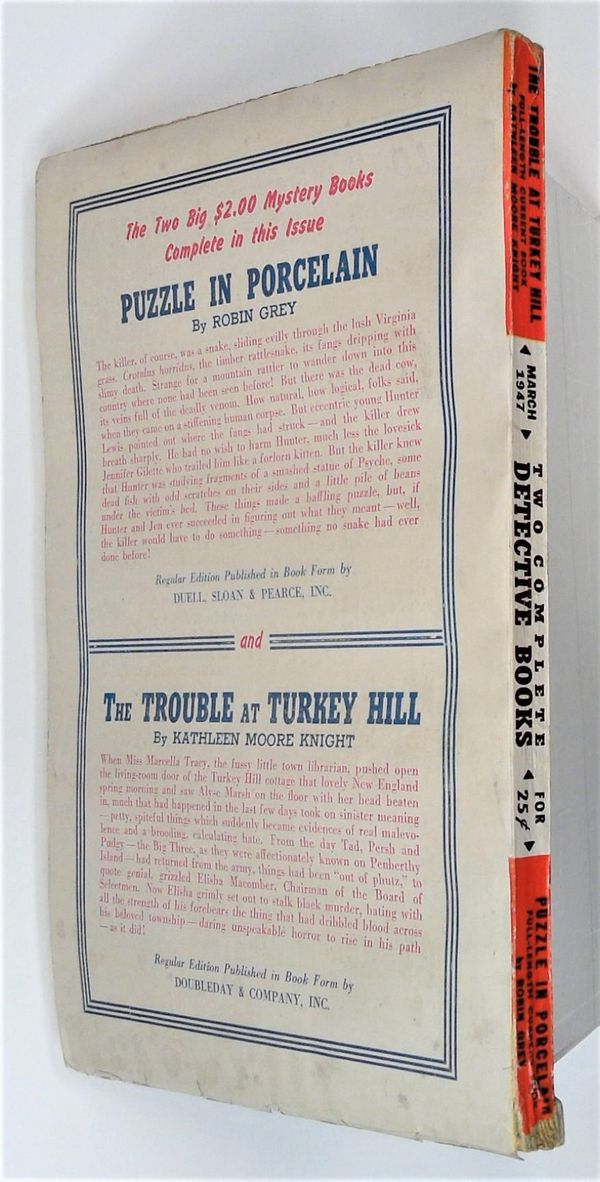 The Two Big $2.00 Mystery Books
Complete in this Issue
PUZZLE IN PORCELAIN
By ROBIN GREY
The killer, of course, was a snake, sliding evilly through the lush Virginia
grass. Crotalus horridus, the timber rattlesnake, its fangs dripping with
slimy death. Strange for a mountain rattler to wander down into this
country where none had been seen before! But there was the dead cow,
its veins full of the deadly venom. How natural, how logical, folks said,
when they came on a stiffening human corpse. But eccentric young Hunter
Lewis pointed out where the fangs had struck—and the killer drew
breath sharply. He had no wish to harm Hunter, much less the lovesick
Jennifer Gilette who trailed him like a forlorn kitten. But the killer knew
that Hunter was studying fragments of a smashed statue of Psyche, some
dead fish with odd scratches on their sides and a little pile of beans
under the victim's bed. These things made a baffling puzzle, but, if
Hunter and Jen ever succeeded in figuring out what they meant—well,
the killer would have to do something—something no snake had ever
done before!
Regular Edition Published in Book Form by
DUELL, SLOAN & PEARCE, INC.
and
THE TROUBLE AT TURKEY HILL
By KATHLEEN MOORE KNIGHT
When Miss Marcella Tracy, the fussy little town librarian, pushed open
the living-room door of the Turkey Hill cottage that lovely New England
spring morning and saw Alyse Marsh on the floor with her head beaten
in, much that had happened in the last few days took on sinister meaning
—petty, spiteful things which suddenly became evidences of real malevo-
lence and a brooding, calculating hate. From the day Tad, Persh and
Pudgy—the Big Three, as they were affectionately known on Penberthy
Island—had returned from the army, things had been "out of phutz," to
quote genial, grizzled Elisha Macomber, Chairman of the Board of
Selectmen. Now Elisha grimly set out to stalk black murder, hating with
all the strength of his forebears the thing that had dribbled blood across
his beloved township—daring unspeakable horror to rise in his path
—as it did!
Regular Edition Published in Book Form by
DOUBLEDAY & COMPANY, INC.
THE TROUBLE AT TURKEY HILL
FULL-LENGTH CURRENT BOOK
by KATHLEEN MOORE KNIGHT
MARCH
1947
TWO COMPLETE
DETECTIVE BOOKS
FOR
25¢
PUZZLE IN PORCELAIN
FULL-LENGTH
by ROBIN GREY